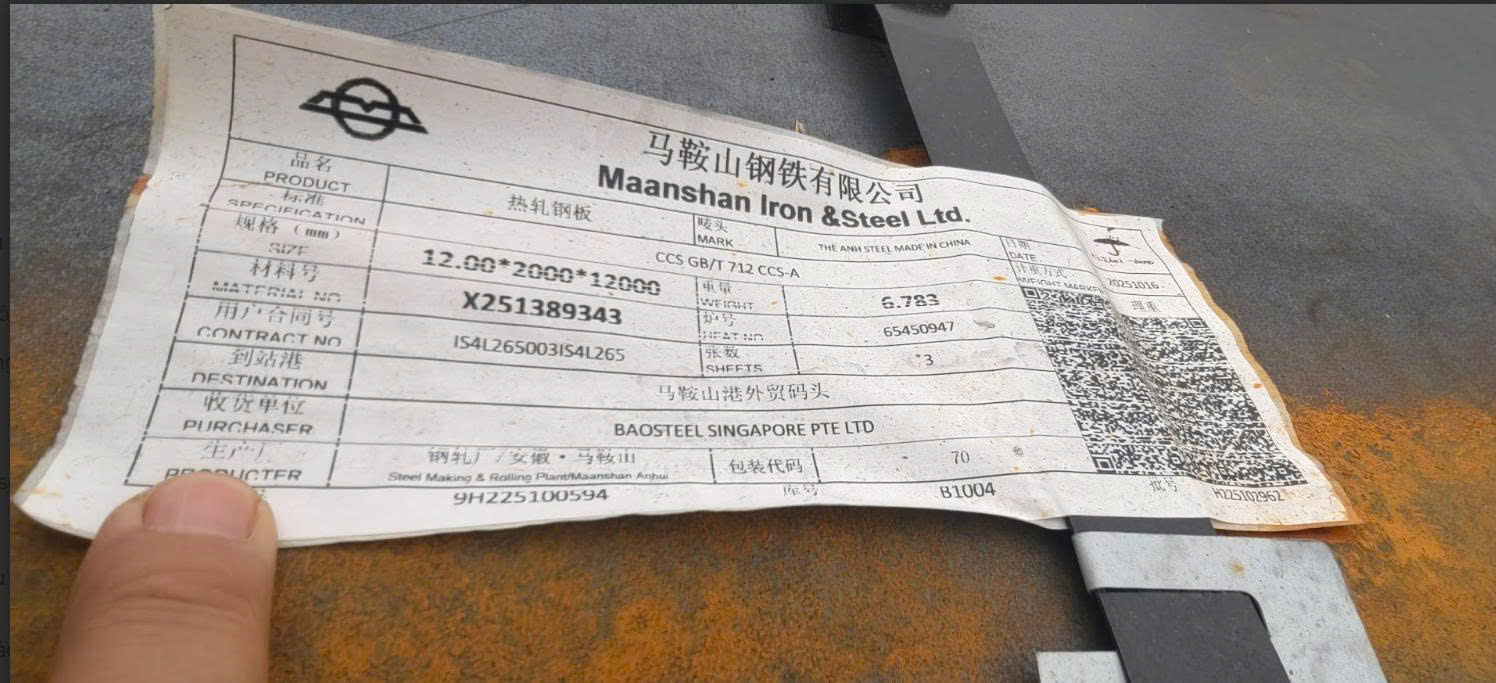 马鞍山钢铁有限公司
Maanshan Iron &Steel Ltd.
品名 PRODUCT 热轧钢板 唛头 MARK THE ANH STEEL MADE IN CHINA 日期 DATE 20251016
标准 SPECIFICATION CCS GB/T 712 CCS-A 计重方式 WEIGHT MARKER 理重
规格（mm） SIZE 12.00*2000*12000 重量 WEIGHT 6.783
材料号 MATERIAL NO X251389343 炉号 HEAT NO 65450947
用户合同号 CONTRACT NO IS4L265003IS4L265 张数 SHEETS 3
到站港 DESTINATION 马鞍山港外贸码头
收货单位 PURCHASER BAOSTEEL SINGAPORE PTE LTD
生产厂 PRODUCTER 钢轧厂/安徽·马鞍山 包装代码 70
Steel Making & Rolling Plant/Maanshan Anhui
9H225100594 库号 B1004 批号 H225102962